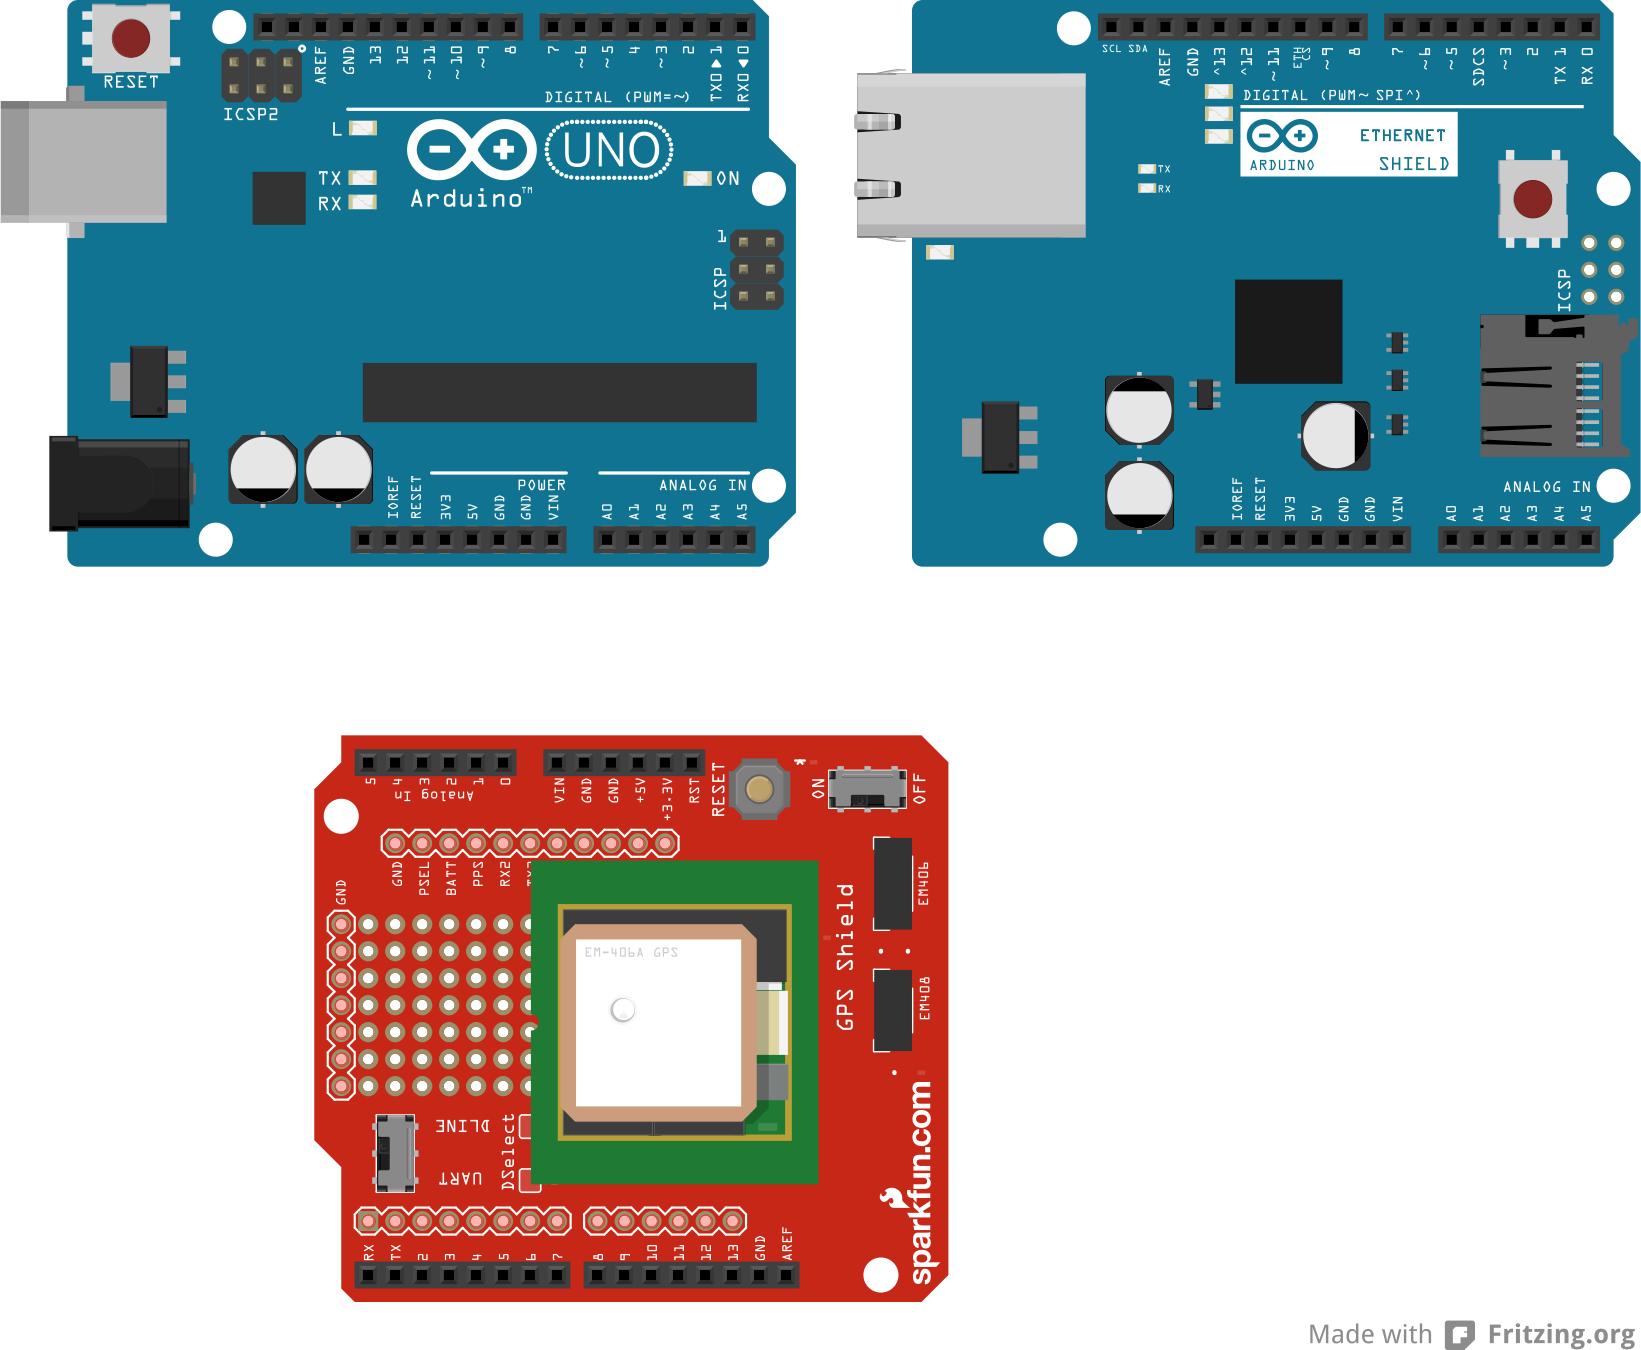 RESET
ICSP2
AREF
GND
13
12
~11
~10
~9
8
7
~6
~5
4
~3
2
TX0 ▶ 1
RX0 ◀ 0
DIGITAL (PWM=~)
L
TX
RX
UNO
Arduino™
ON
1
ICSP
POWER
ANALOG IN
IOREF
RESET
3V3
5V
GND
GND
VIN
A0
A1
A2
A3
A4
A5
SCL SDA
AREF
GND
^13
^12
~11
ETH
CS
~9
8
7
~6
~5
SDCS
~3
2
TX 1
RX 0
DIGITAL (PWM~ SPI^)
ARDUINO
ETHERNET
SHIELD
TX
RX
ICSP
ANALOG IN
IOREF
RESET
3V3
5V
GND
GND
VIN
A0
A1
A2
A3
A4
A5
5
4
3
2
1
0
Analog In
VIN
GND
GND
+5V
+3.3V
RST
RESET
*
ON
OFF
GND
PSEL
BATT
PPS
RX2
GND
EM-406A GPS
GPS Shield
EM406
EM408
DLINE
UART
DSelect
RX
TX
2
3
4
5
6
7
8
9
10
11
12
13
GND
AREF
sparkfun.com
Made with Fritzing.org